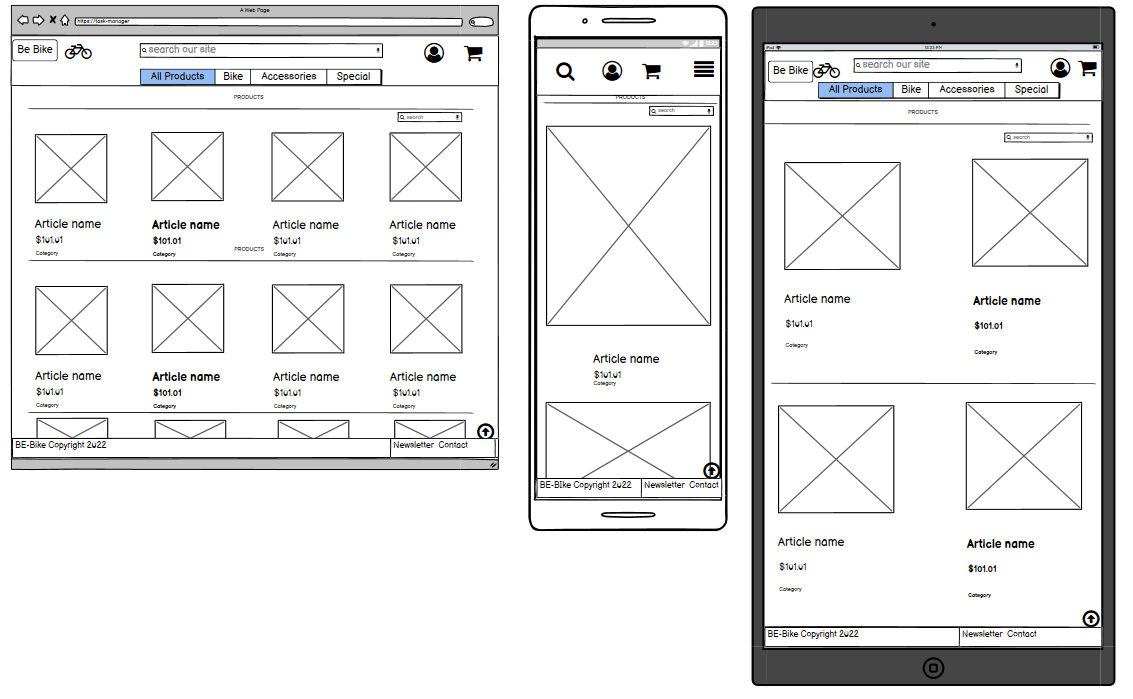 A Web Page
https://task-manager
Be Bike
search our site
All Products Bike Accessories Special
PRODUCTS
search
Article name Article name Article name Article name
$101.01 $101.01 $101.01 $101.01
Category Category Category Category
PRODUCTS
Article name Article name Article name Article name
$101.01 $101.01 $101.01 $101.01
Category Category Category Category
BE-Bike Copyright 2022 Newsletter Contact
12:23
PRODUCTS
search
Article name
$101.01
Category
BE-BIke Copyright 2022 Newsletter Contact
iPad 12:23 PM
Be Bike
search our site
All Products Bike Accessories Special
PRODUCTS
search
Article name Article name
$101.01 $101.01
Category Category
Article name Article name
$101.01 $101.01
Category Category
BE-Bike Copyright 2022 Newsletter Contact